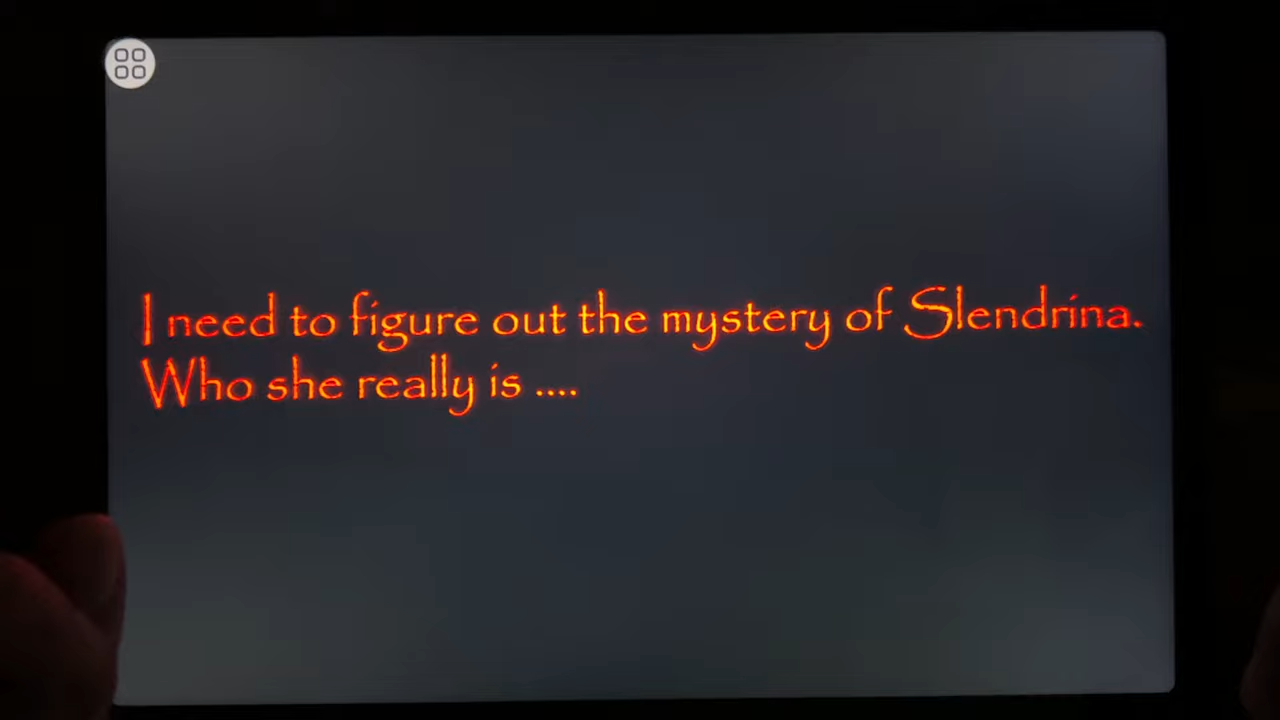 I need to figure out the mystery of Slendrina.
Who she really is ....